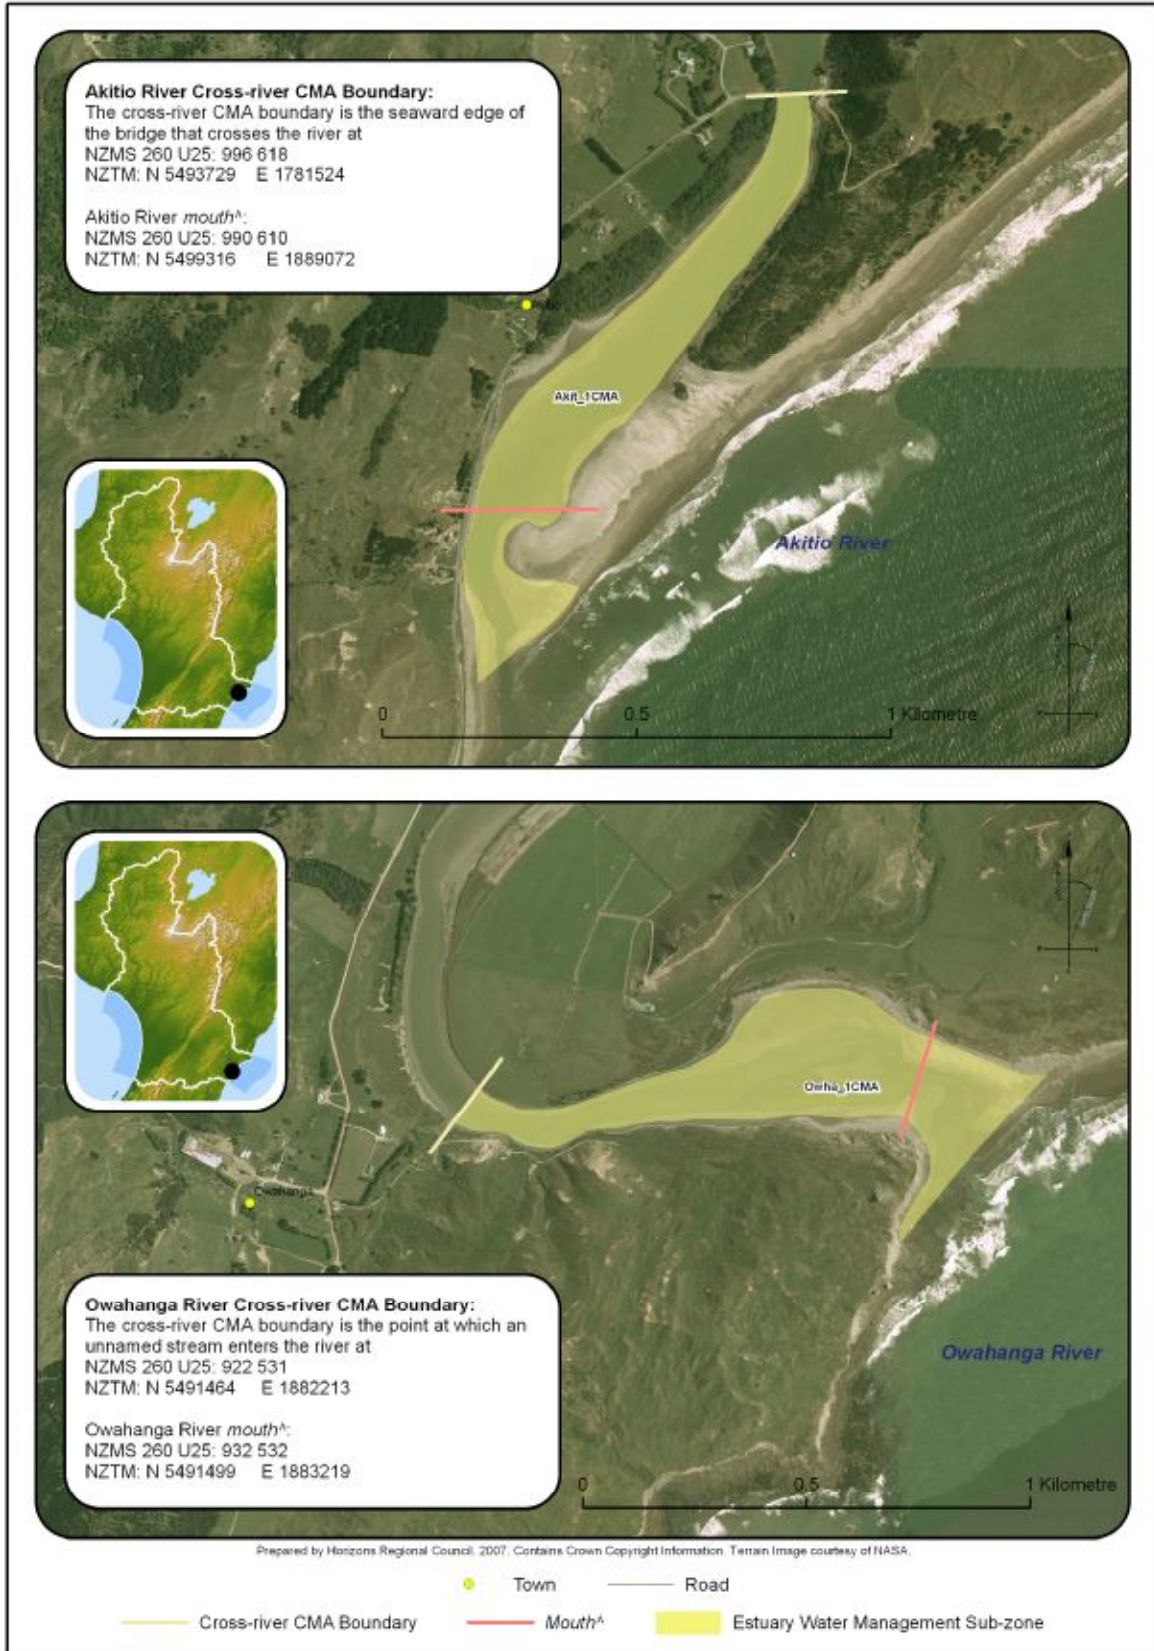 Akitio River Cross-river CMA Boundary:
The cross-river CMA boundary is the seaward edge of
the bridge that crosses the river at
NZMS 260 U25: 996 618
NZTM: N 5493729 E 1781524
Akitio River mouth^:
NZMS 260 U25: 990 610
NZTM: N 5499316 E 1889072
Akit_1CMA
Akitio River
0 0.5 1 Kilometre
Owha_1CMA
Owahanga
Owahanga River Cross-river CMA Boundary:
The cross-river CMA boundary is the point at which an
unnamed stream enters the river at
NZMS 260 U25: 922 531
NZTM: N 5491464 E 1882213
Owahanga River mouth^:
NZMS 260 U25: 932 532
NZTM: N 5491499 E 1883219
Owahanga River
0 0.5 1 Kilometre
Prepared by Horizons Regional Council, 2007. Contains Crown Copyright Information. Terrain Image courtesy of NASA.
Town Road
Cross-river CMA Boundary Mouth^ Estuary Water Management Sub-zone